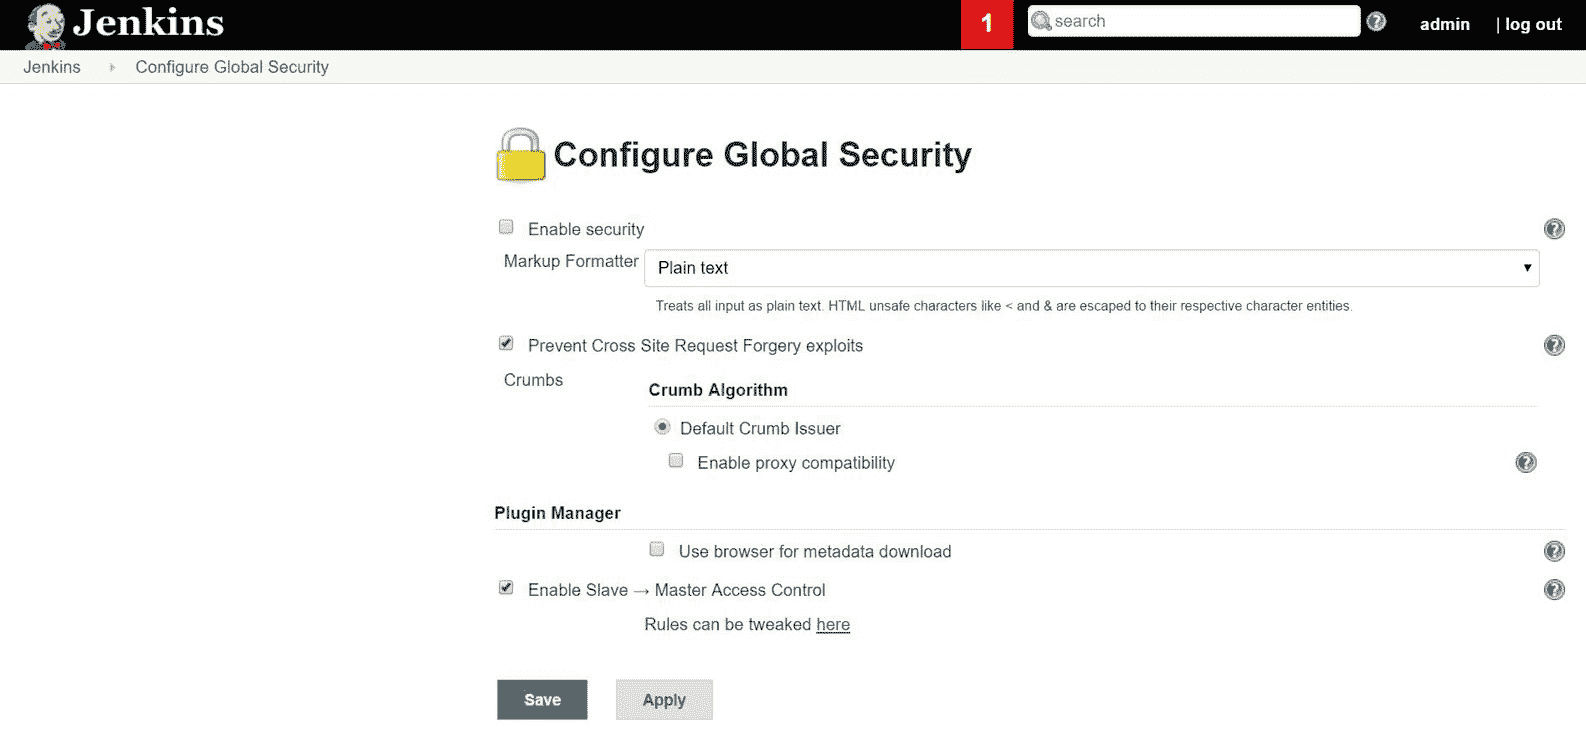 Jenkins
1
search
admin
| log out
Jenkins
Configure Global Security
Configure Global Security
Enable security
Markup Formatter
Plain text
Treats all input as plain text. HTML unsafe characters like < and & are escaped to their respective character entities.
Prevent Cross Site Request Forgery exploits
Crumbs
Crumb Algorithm
Default Crumb Issuer
Enable proxy compatibility
Plugin Manager
Use browser for metadata download
Enable Slave → Master Access Control
Rules can be tweaked here
Save
Apply